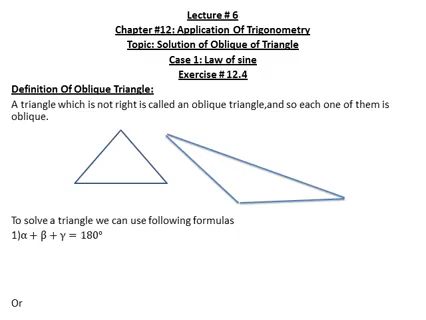 Lecture # 6
Chapter #12: Application Of Trigonometry
Topic: Solution of Oblique of Triangle
Case 1: Law of sine
Exercise # 12.4
Definition Of Oblique Triangle:
A triangle which is not right is called an oblique triangle,and so each one of them is
oblique.
To solve a triangle we can use following formulas
1)α + β + γ = 180°
Or